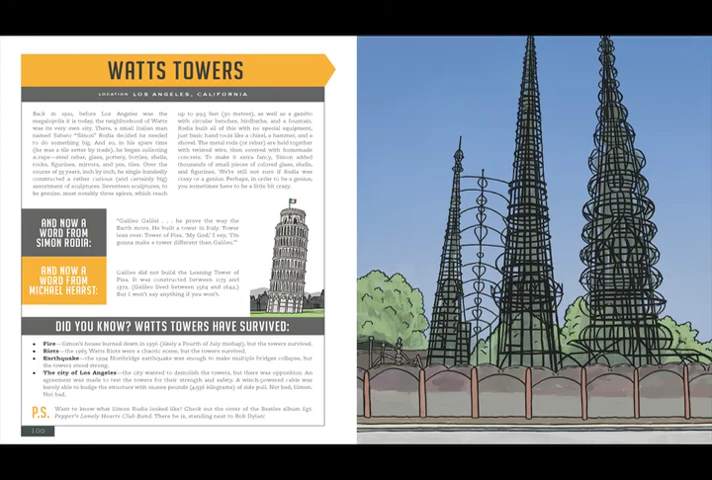 WATTS TOWERS
LOCATION LOS ANGELES, CALIFORNIA
Back in 1921, before Los Angeles was the
magalopolis it is today, the neighborhood of Watts
was its very own city. There, a small Italian man
named Sabato "Simon" Rodia decided he needed
to do something big. And so, in his spare time
(he was a tile setter by trade), he began collecting
scraps—steel rebar, glass, pottery, bottles, shells,
rocks, figurines, mirrors, and yes, tiles. Over the
course of 33 years, inch by inch, he single-handedly
constructed a rather curious (and certainly big)
assortment of sculptures. Seventeen sculptures, to
be precise, most notably three spires, which reach
up to 99.5 feet (30 meters), as well as a gazebo
with circular benches, birdbaths, and a fountain.
Rodia built all of this with no special equipment,
just basic hand tools like a chisel, a hammer, and a
shovel. The metal rods (or rebar) are held together
with twisted wire, then covered with homemade
concrete. To make it extra fancy, Simon added
thousands of small pieces of colored glass, shells,
and figurines. We're still not sure if Rodia was
crazy or a genius. Perhaps, in order to be a genius,
you sometimes have to be a little bit crazy.
AND NOW A
WORD FROM
SIMON RODIA:
"Galileo Galilei . . . he prove the way the
Earth move. He built a tower in Italy. Tower
lean over. Tower of Pisa. 'My God,' I say, 'I'm
gonna make a tower different than Galileo.'"
AND NOW A
WORD FROM
MICHAEL HEARST:
Galileo did not build the Leaning Tower of
Pisa. It was constructed between 1173 and
1372. (Galileo lived between 1564 and 1642.)
But I won't say anything if you won't.
DID YOU KNOW? WATTS TOWERS HAVE SURVIVED:
• Fire—Simon's house burned down in 1956 (likely a Fourth of July mishap), but the towers survived.
• Riots—the 1965 Watts Riots were a chaotic scene, but the towers survived.
• Earthquake—the 1994 Northridge earthquake was enough to make multiple bridges collapse, but
the towers stood strong.
• The city of Los Angeles—the city wanted to demolish the towers, but there was opposition. An
agreement was made to test the towers for their strength and safety. A winch-powered cable was
barely able to budge the structure with 10,000 pounds (4,536 kilograms) of side pull. Not bad, Simon.
Not bad.
P.S. Want to know what Simon Rodia looked like? Check out the cover of the Beatles album Sgt.
Pepper's Lonely Hearts Club Band. There he is, standing next to Bob Dylan!
100